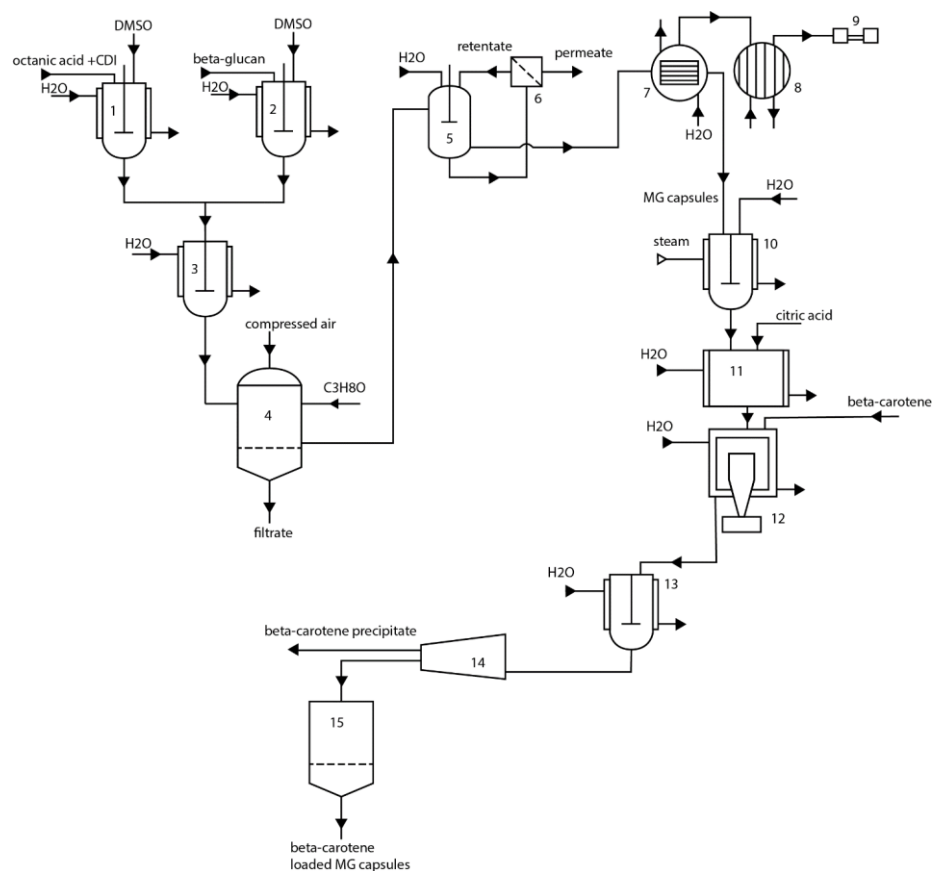 DMSO
DMSO
octanic acid +CDI
beta-glucan
H2O
H2O
1
2
H2O
3
compressed air
C3H8O
4
filtrate
H2O
retentate
permeate
5
6
7
H2O
8
9
MG capsules
H2O
steam
10
citric acid
H2O
11
beta-carotene
H2O
12
H2O
13
beta-carotene precipitate
14
15
beta-carotene
loaded MG capsules